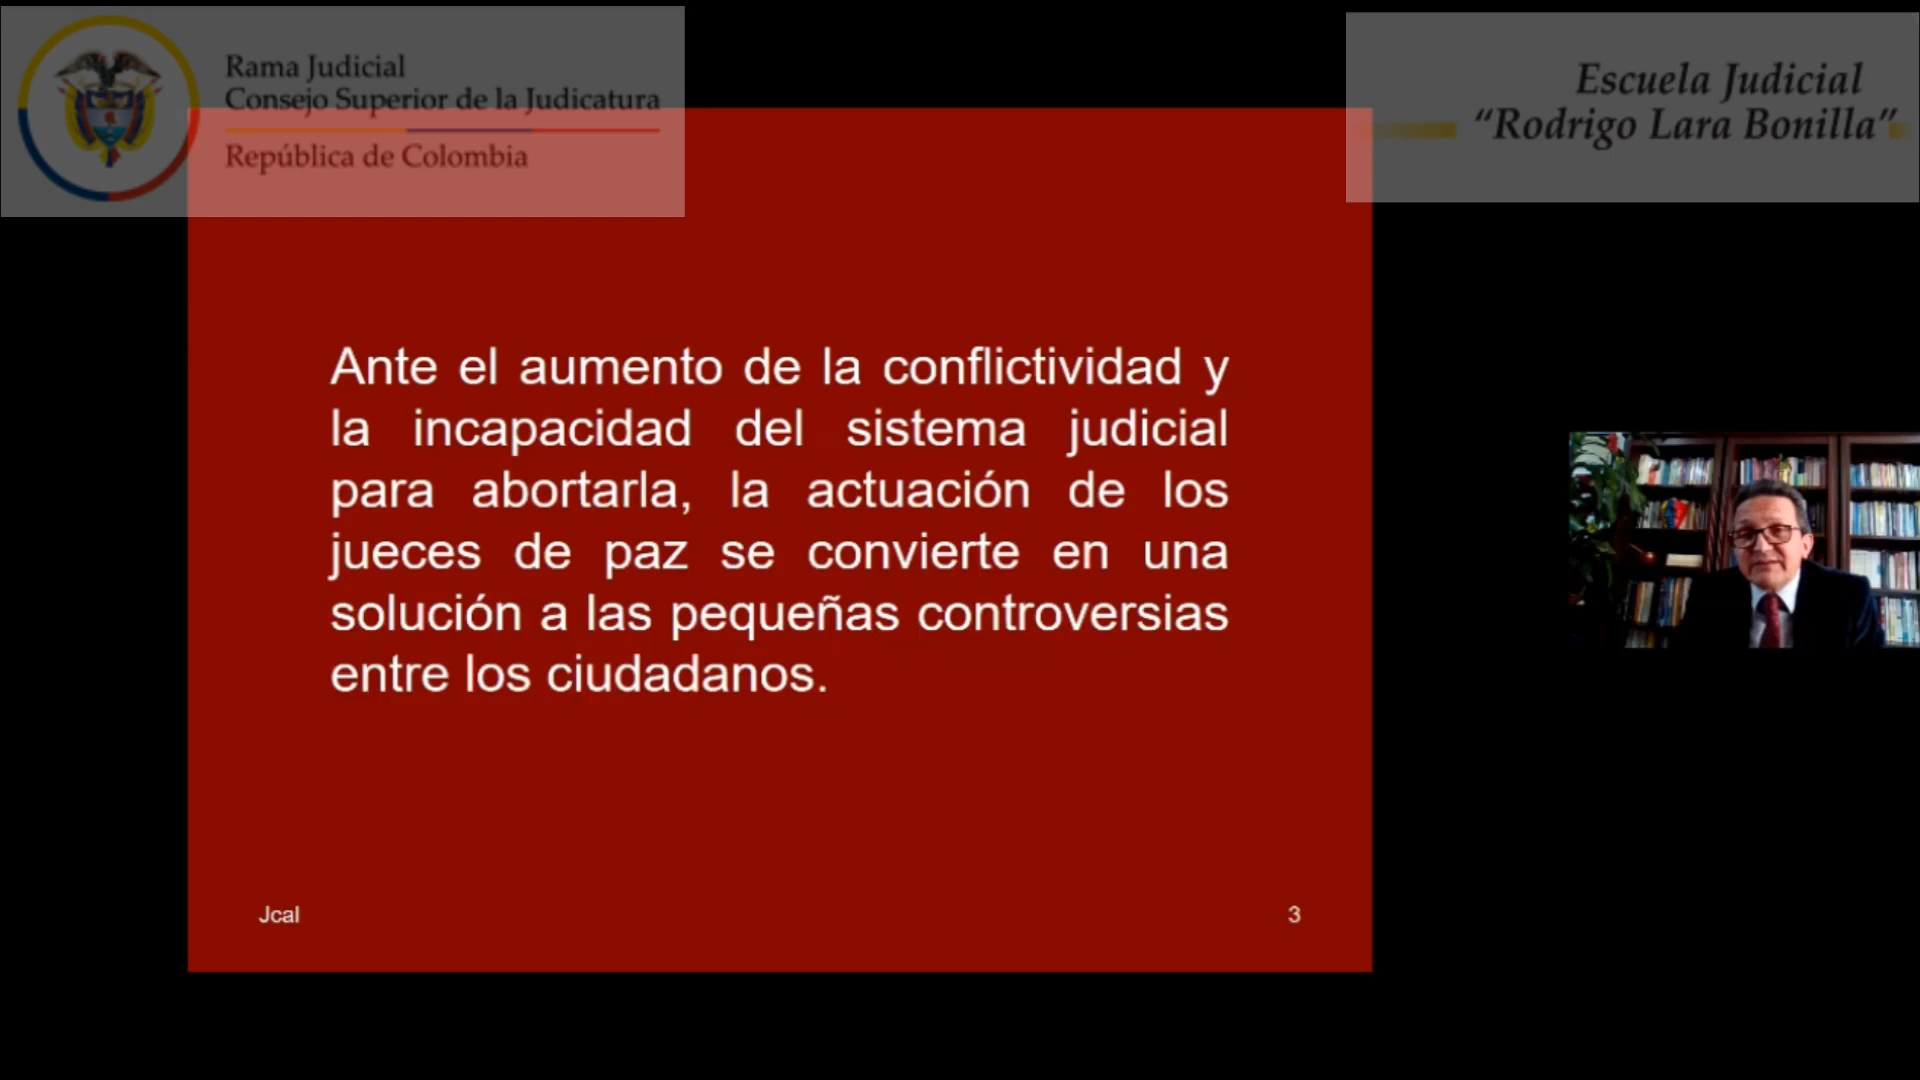 Rama Judicial
Consejo Superior de la Judicatura
República de Colombia
Escuela Judicial
“Rodrigo Lara Bonilla”
Ante el aumento de la conflictividad y
la incapacidad del sistema judicial
para abortarla, la actuación de los
jueces de paz se convierte en una
solución a las pequeñas controversias
entre los ciudadanos.
Jcal
3